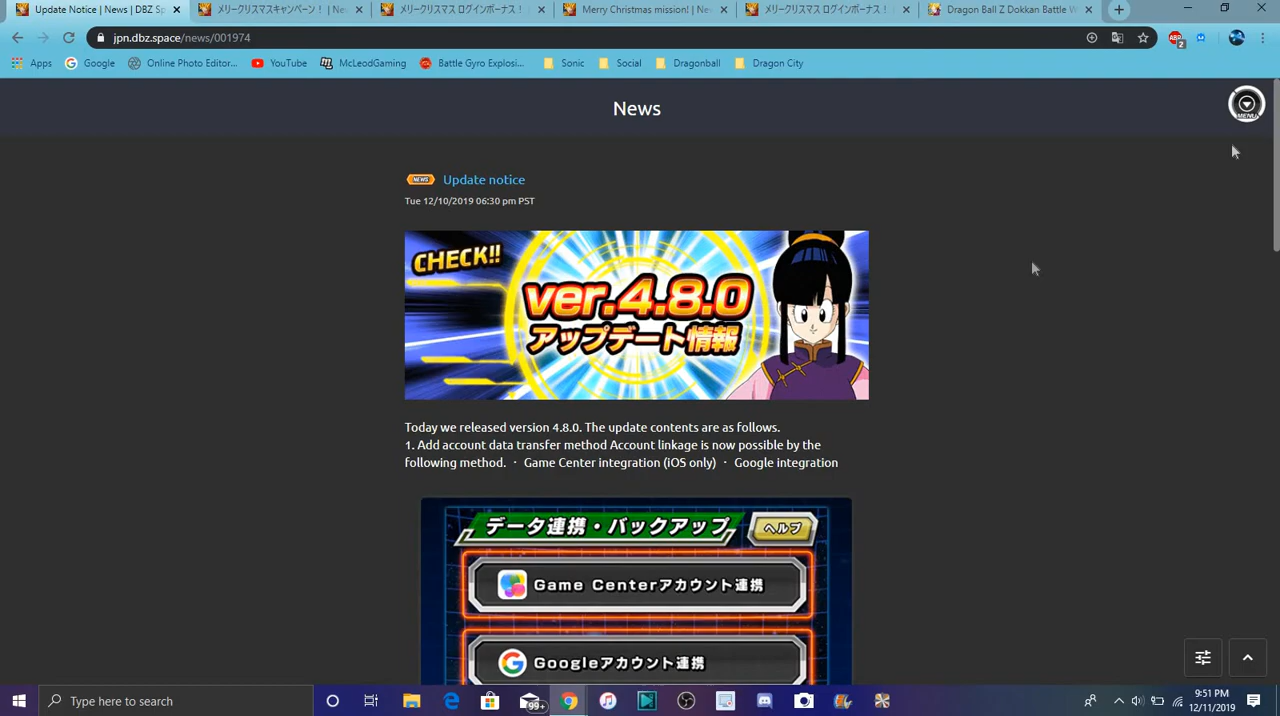 Update Notice | News | DBZ Sp
メリークリスマスキャンペーン！ | Ne
メリークリスマス ログインボーナス！
Merry Christmas mission! | Ne
メリークリスマス ログインボーナス！
Dragon Ball Z Dokkan Battle W
jpn.dbz.space/news/001974
ABP
2
Apps
Google
Online Photo Editor...
YouTube
McLeodGaming
Battle Gyro Explosi...
Sonic
Social
Dragonball
Dragon City
News
MENU
NEWS
Update notice
Tue 12/10/2019 06:30 pm PST
CHECK!!
ver.4.8.0
アップデート情報
Today we released version 4.8.0. The update contents are as follows.
1. Add account data transfer method Account linkage is now possible by the
following method. ・ Game Center integration (iOS only) ・ Google integration
データ連携・バックアップ
ヘルプ
Game Centerアカウント連携
Googleアカウント連携
Type here to search
99+
9:51 PM
12/11/2019